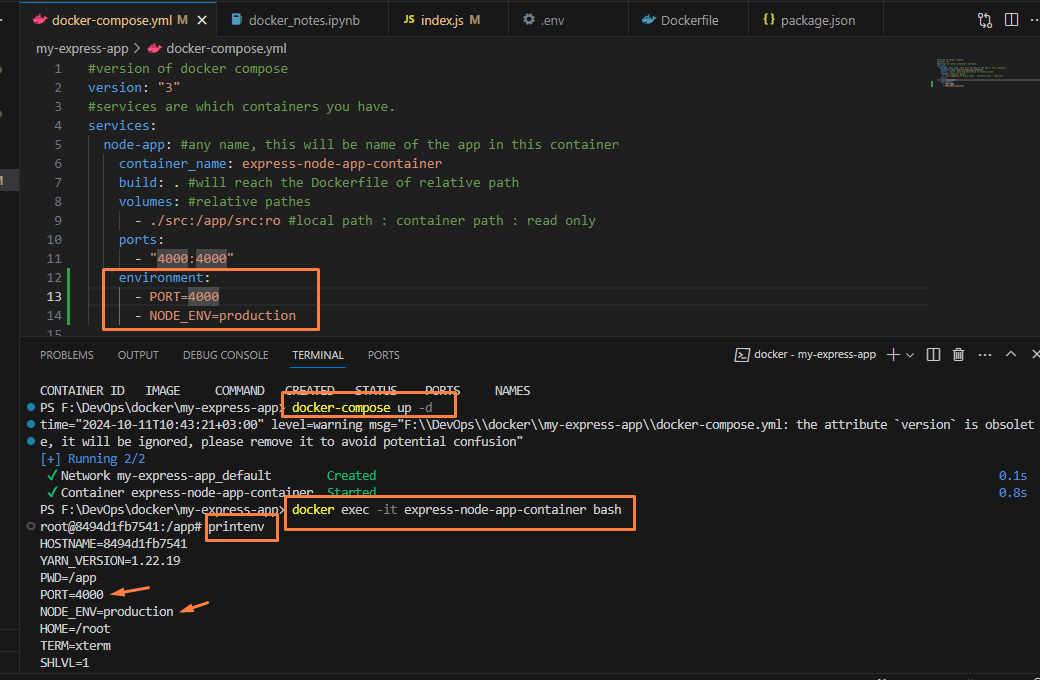 docker-compose.yml M
docker_notes.ipynb
JS index.js M
.env
Dockerfile
{} package.json
my-express-app > docker-compose.yml
1 #version of docker compose
2 version: "3"
3 #services are which containers you have.
4 services:
5 node-app: #any name, this will be name of the app in this container
6 container_name: express-node-app-container
7 build: . #will reach the Dockerfile of relative path
8 volumes: #relative pathes
9 - ./src:/app/src:ro #local path : container path : read only
10 ports:
11 - "4000:4000"
12 environment:
13 - PORT=4000
14 - NODE_ENV=production
15
PROBLEMS OUTPUT DEBUG CONSOLE TERMINAL PORTS
docker - my-express-app
CONTAINER ID IMAGE COMMAND CREATED STATUS PORTS NAMES
PS F:\DevOps\docker\my-express-app> docker-compose up -d
time="2024-10-11T10:43:21+03:00" level=warning msg="F:\\DevOps\\docker\\my-express-app\\docker-compose.yml: the attribute `version` is obsolet
e, it will be ignored, please remove it to avoid potential confusion"
[+] Running 2/2
✓Network my-express-app_default Created 0.1s
✓Container express-node-app-container Started 0.8s
PS F:\DevOps\docker\my-express-app> docker exec -it express-node-app-container bash
root@8494d1fb7541:/app# printenv
HOSTNAME=8494d1fb7541
YARN_VERSION=1.22.19
PWD=/app
PORT=4000
NODE_ENV=production
HOME=/root
TERM=xterm
SHLVL=1